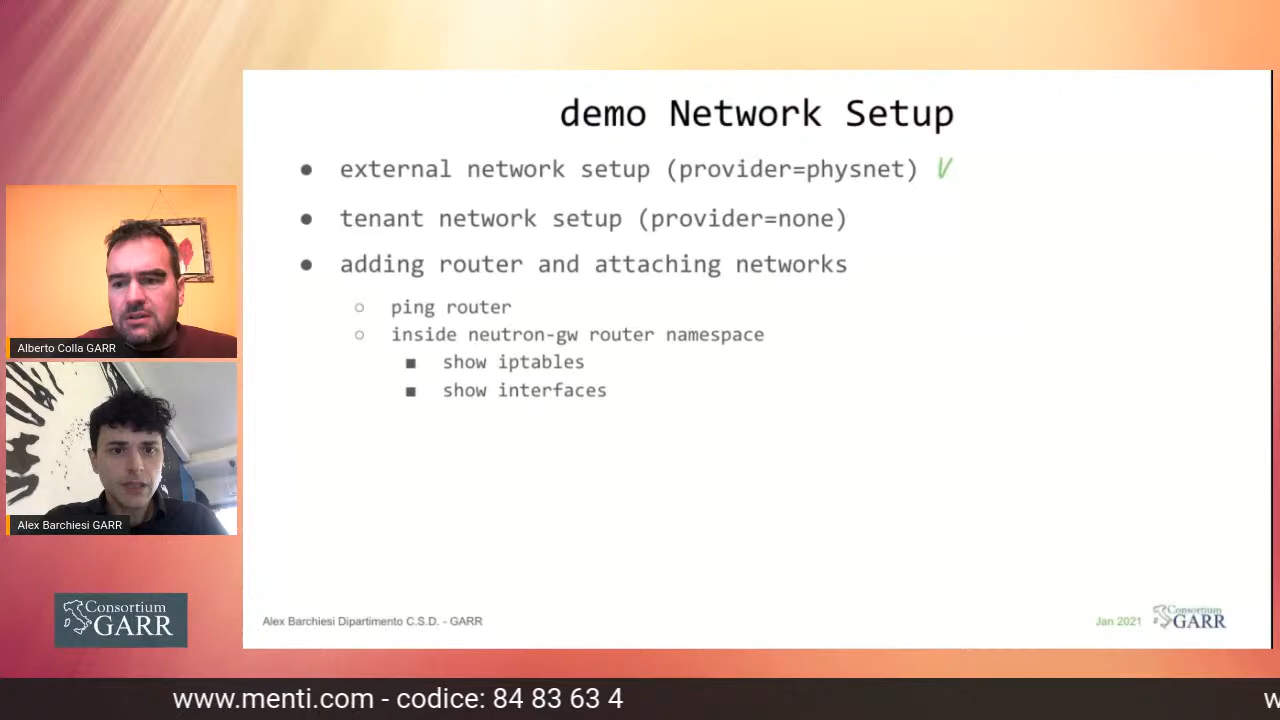 demo Network Setup
● external network setup (provider=physnet) V
● tenant network setup (provider=none)
● adding router and attaching networks
○ ping router
○ inside neutron-gw router namespace
■ show iptables
■ show interfaces
Alberto Colla GARR
Alex Barchiesi GARR
Consortium
GARR
Alex Barchiesi Dipartimento C.S.D. - GARR
Jan 2021
Consortium
GARR
www.menti.com - codice: 84 83 63 4
w